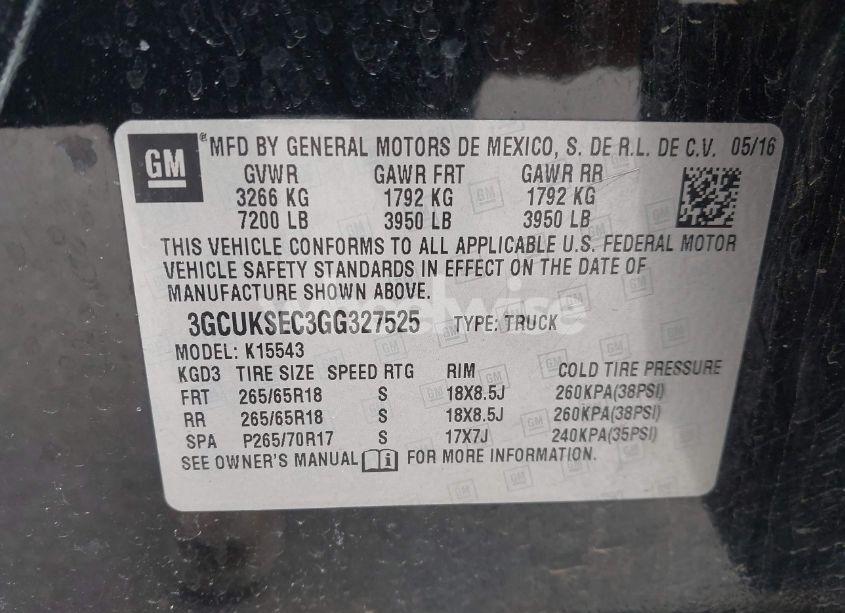 GM ® MFD BY GENERAL MOTORS DE MEXICO, S. DE R.L. DE C.V. 05/16
GVWR GAWR FRT GAWR RR
3266 KG 1792 KG 1792 KG
7200 LB 3950 LB 3950 LB
THIS VEHICLE CONFORMS TO ALL APPLICABLE U.S. FEDERAL MOTOR
VEHICLE SAFETY STANDARDS IN EFFECT ON THE DATE OF
MANUFACTURE SHOWN ABOVE.
3GCUKSEC3GG327525 TYPE: TRUCK
MODEL: K15543
KGD3 TIRE SIZE SPEED RTG RIM COLD TIRE PRESSURE
FRT 265/65R18 S 18X8.5J 260KPA(38PSI)
RR 265/65R18 S 18X8.5J 260KPA(38PSI)
SPA P265/70R17 S 17X7J 240KPA(35PSI)
SEE OWNER'S MANUAL FOR MORE INFORMATION.